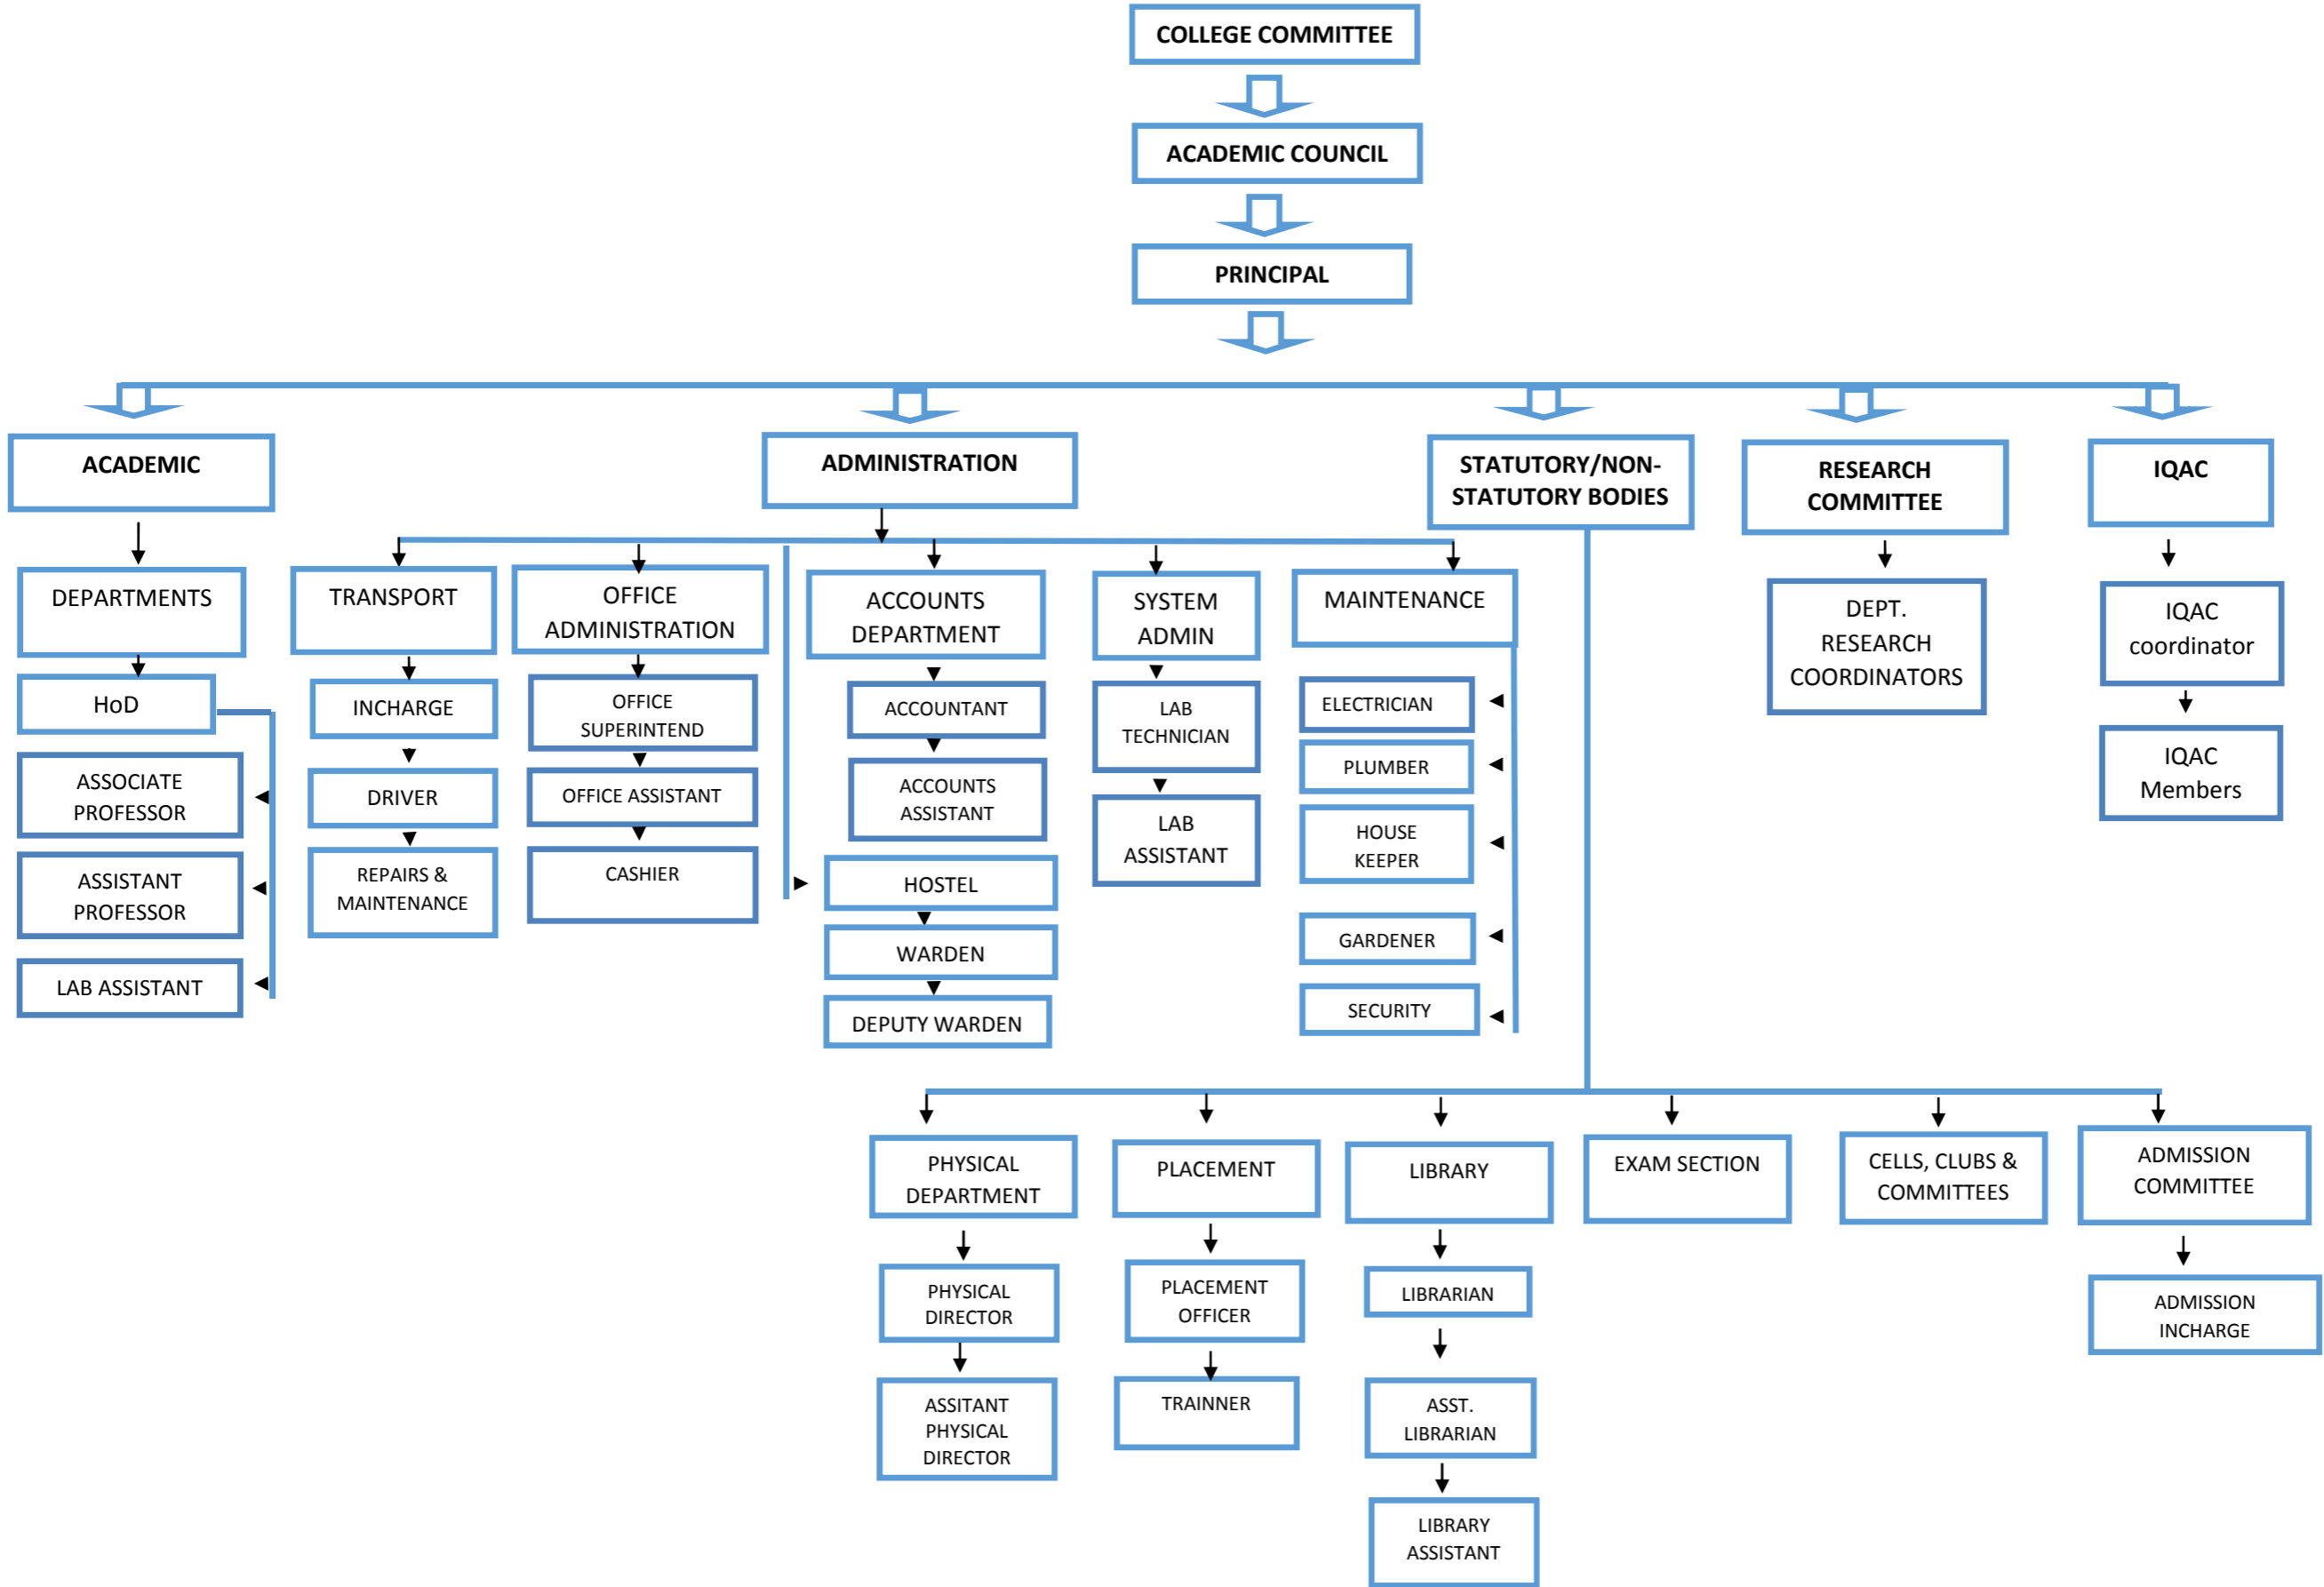 COLLEGE COMMITTEE
ACADEMIC COUNCIL
PRINCIPAL
ACADEMIC
ADMINISTRATION
STATUTORY/NON-
STATUTORY BODIES
RESEARCH
COMMITTEE
IQAC
DEPARTMENTS
HoD
ASSOCIATE
PROFESSOR
ASSISTANT
PROFESSOR
LAB ASSISTANT
TRANSPORT
INCHARGE
DRIVER
REPAIRS &
MAINTENANCE
OFFICE
ADMINISTRATION
OFFICE
SUPERINTEND
OFFICE ASSISTANT
CASHIER
ACCOUNTS
DEPARTMENT
ACCOUNTANT
ACCOUNTS
ASSISTANT
HOSTEL
WARDEN
DEPUTY WARDEN
SYSTEM
ADMIN
LAB
TECHNICIAN
LAB
ASSISTANT
MAINTENANCE
ELECTRICIAN
PLUMBER
HOUSE
KEEPER
GARDENER
SECURITY
DEPT.
RESEARCH
COORDINATORS
IQAC
coordinator
IQAC
Members
PHYSICAL
DEPARTMENT
PHYSICAL
DIRECTOR
ASSITANT
PHYSICAL
DIRECTOR
PLACEMENT
PLACEMENT
OFFICER
TRAINNER
LIBRARY
LIBRARIAN
ASST.
LIBRARIAN
LIBRARY
ASSISTANT
EXAM SECTION
CELLS, CLUBS &
COMMITTEES
ADMISSION
COMMITTEE
ADMISSION
INCHARGE